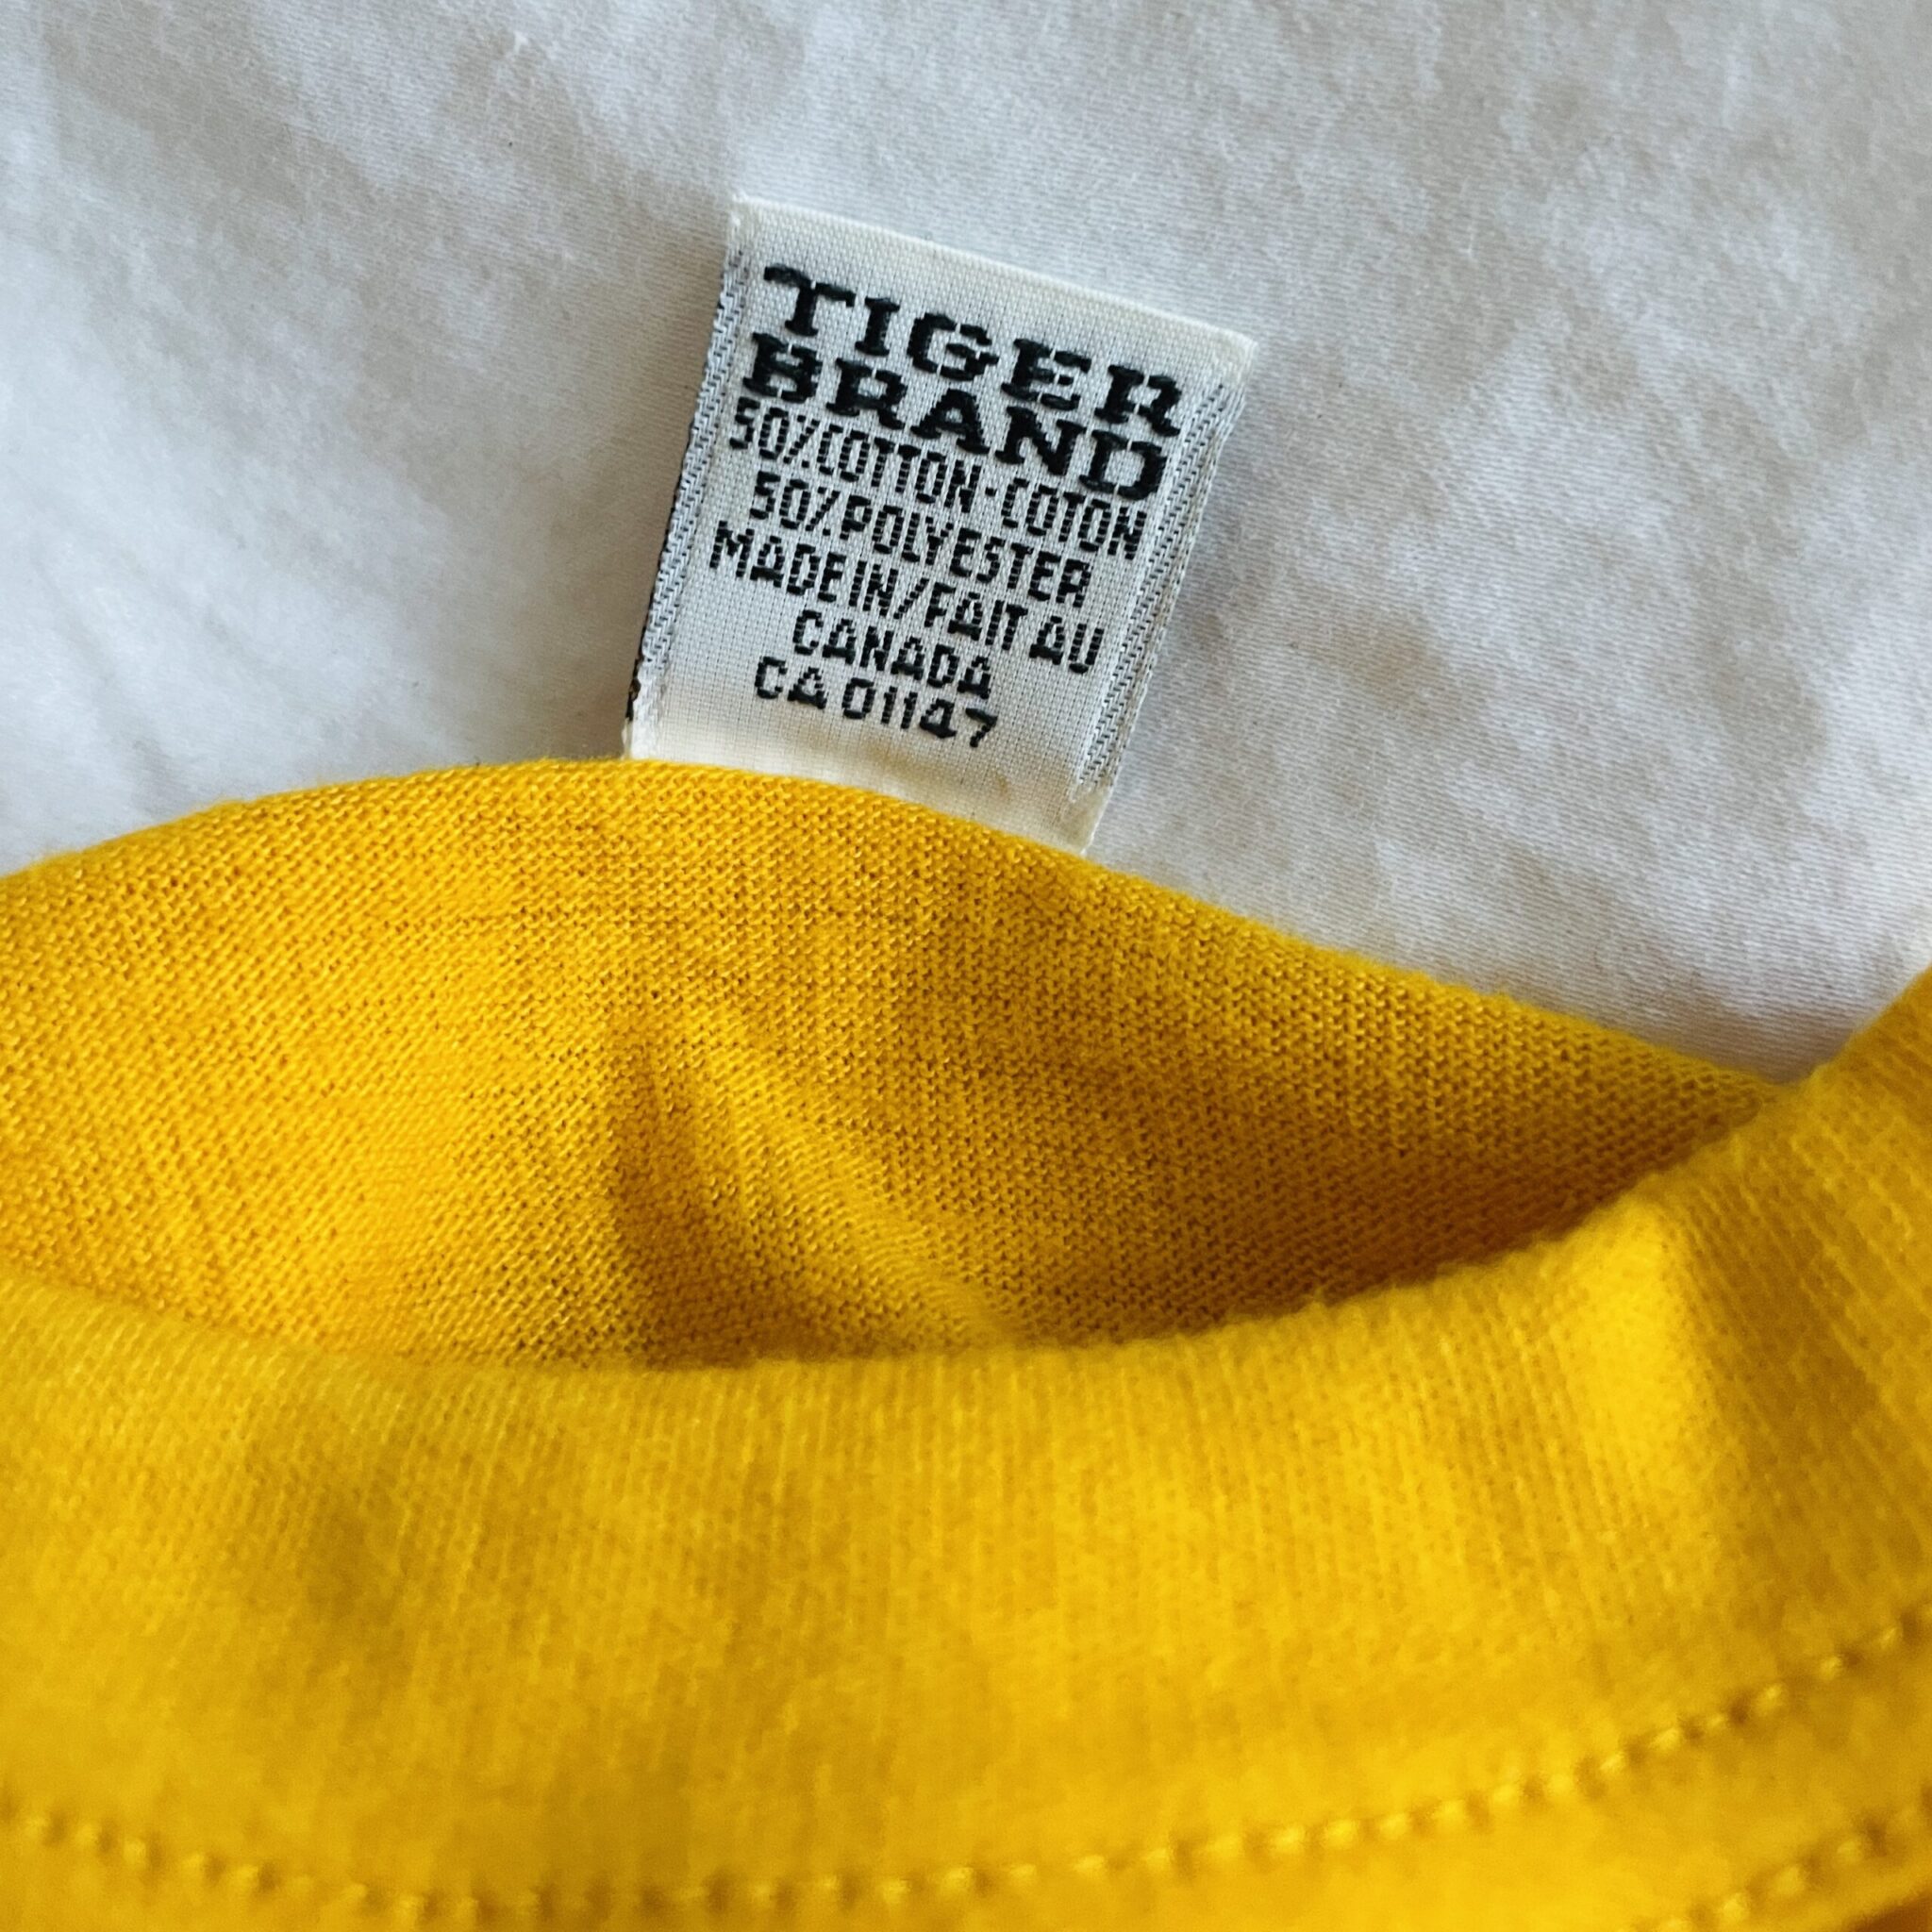 TIGER
BRAND
50%COTTON-COTON
50%POLYESTER
MADE IN/FAIT AU
CANADA
CA 01147